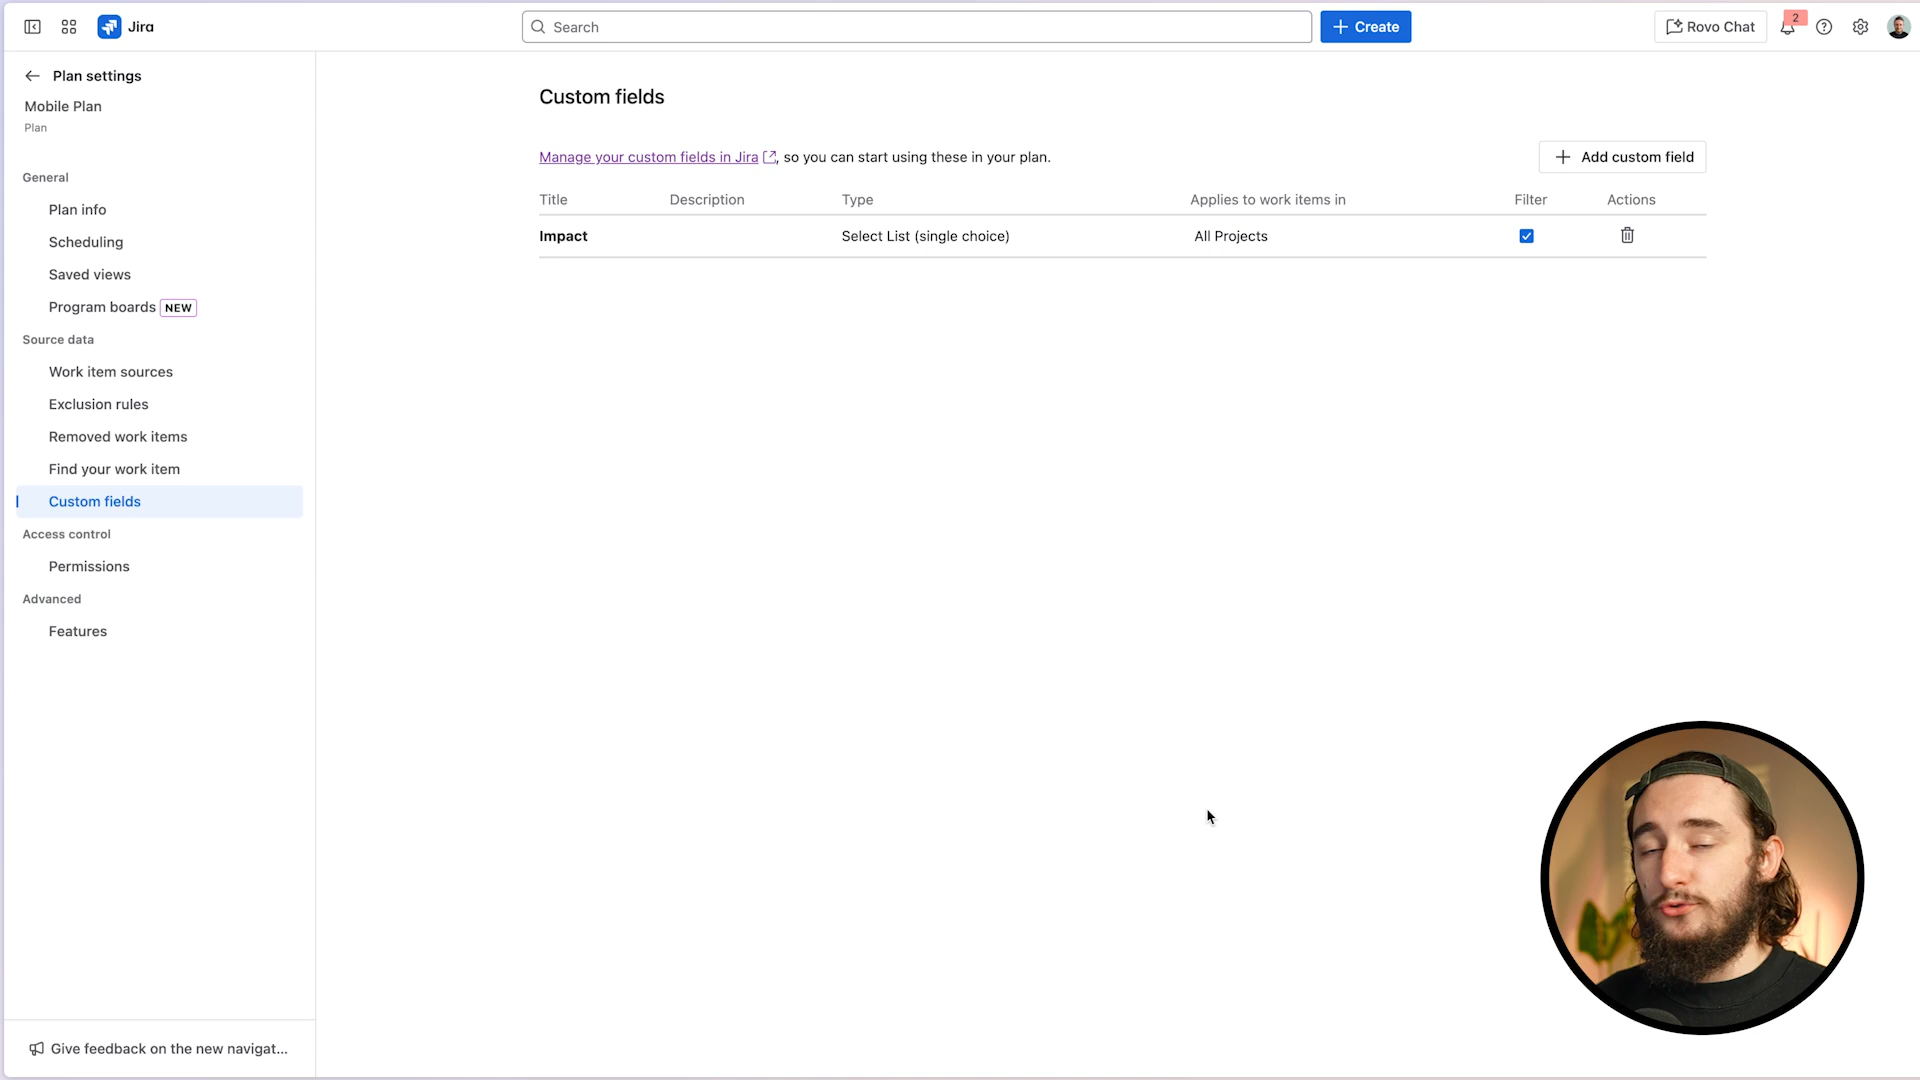 Jira
Search
Create
Rovo Chat
2
Plan settings
Mobile Plan
Plan
General
Plan info
Scheduling
Saved views
Program boards NEW
Source data
Work item sources
Exclusion rules
Removed work items
Find your work item
Custom fields
Access control
Permissions
Advanced
Features
Give feedback on the new navigat...
Custom fields
Manage your custom fields in Jira , so you can start using these in your plan.
Add custom field
Title Description Type Applies to work items in Filter Actions
Impact Select List (single choice) All Projects